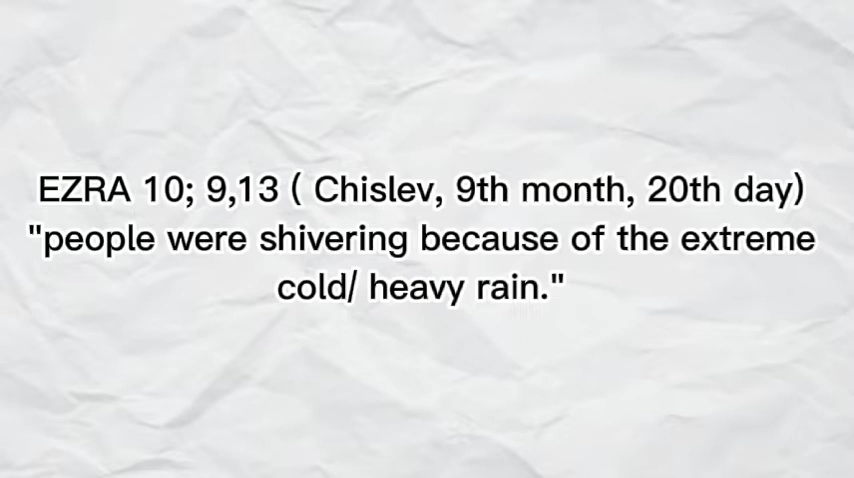 EZRA 10; 9,13 ( Chislev, 9th month, 20th day)
"people were shivering because of the extreme
cold/ heavy rain."